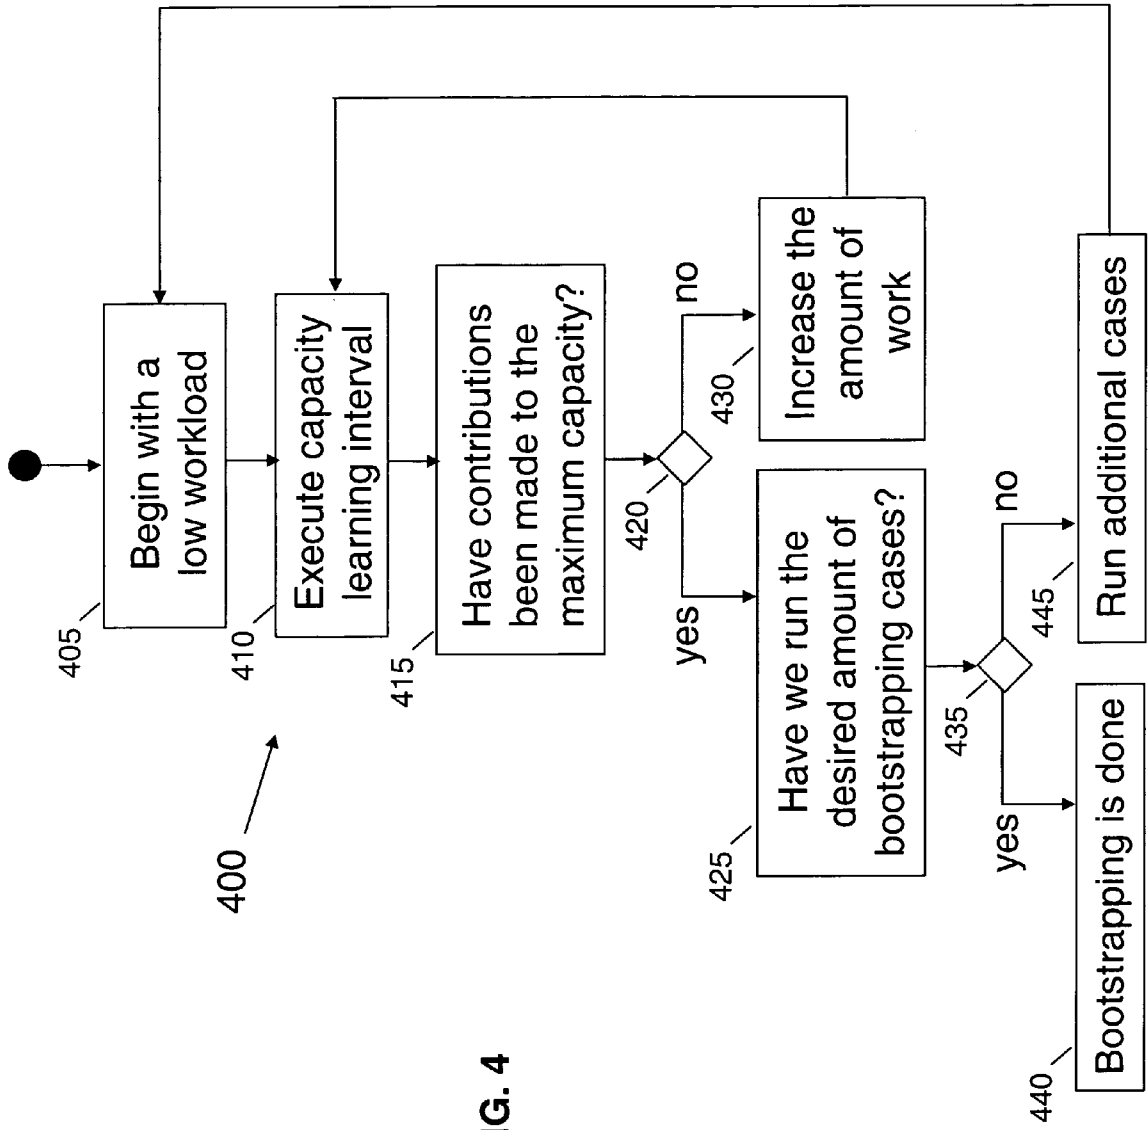 405
Begin with a
low workload
410
Execute capacity
learning interval
400
415
Have contributions
been made to the
maximum capacity?
420
yes
no
425
Have we run the
desired amount of
bootstrapping cases?
430
Increase the
amount of
work
435
yes
no
440
Bootstrapping is done
445
Run additional cases
IG. 4